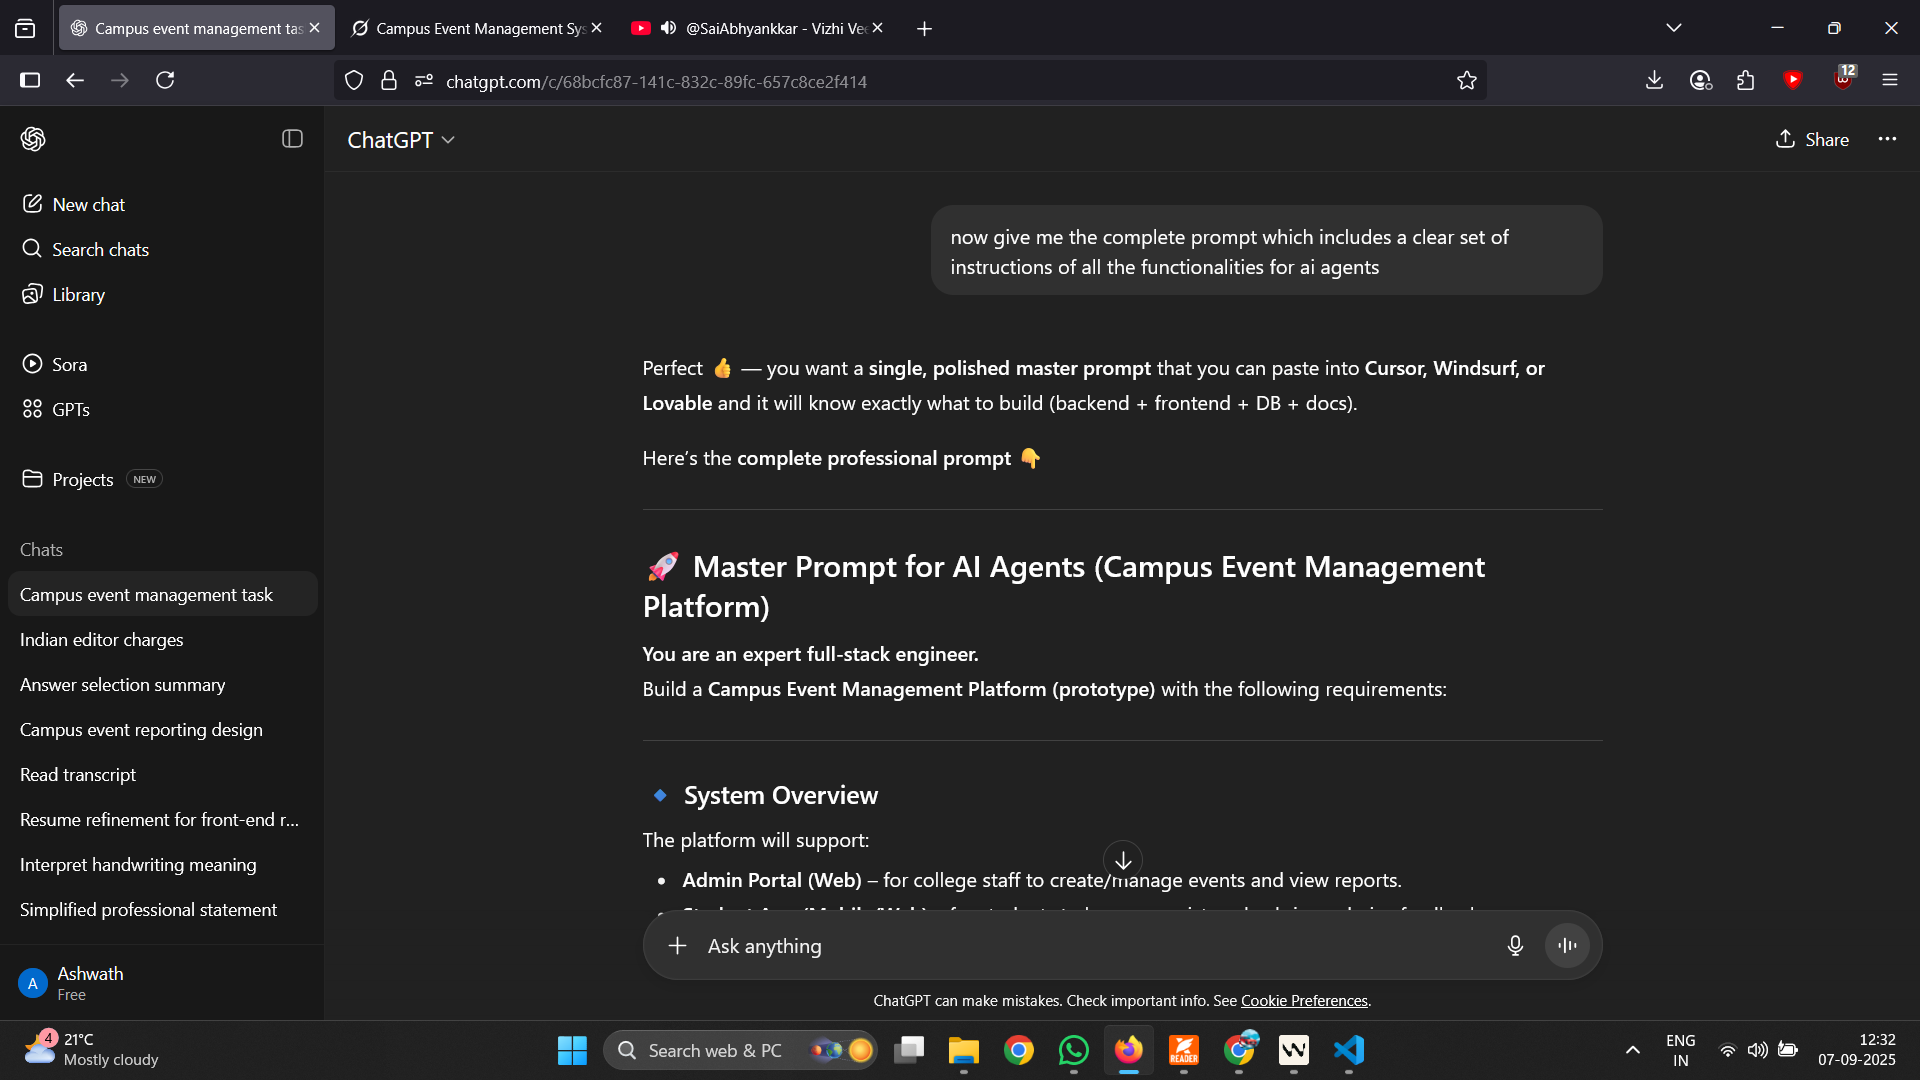 Campus event management tas
Campus Event Management Sys
@SaiAbhyankkar - Vizhi Vee
chatgpt.com/c/68bcfc87-141c-832c-89fc-657c8ce2f414
12
ChatGPT
Share
New chat
Search chats
Library
Sora
GPTs
Projects NEW
Chats
Campus event management task
Indian editor charges
Answer selection summary
Campus event reporting design
Read transcript
Resume refinement for front-end r...
Interpret handwriting meaning
Simplified professional statement
A
Ashwath
Free
now give me the complete prompt which includes a clear set of
instructions of all the functionalities for ai agents
Perfect 👍 — you want a single, polished master prompt that you can paste into Cursor, Windsurf, or
Lovable and it will know exactly what to build (backend + frontend + DB + docs).
Here's the complete professional prompt 👇
🚀 Master Prompt for AI Agents (Campus Event Management
Platform)
You are an expert full-stack engineer.
Build a Campus Event Management Platform (prototype) with the following requirements:
🔹 System Overview
The platform will support:
• Admin Portal (Web) – for college staff to create/manage events and view reports.
Ask anything
ChatGPT can make mistakes. Check important info. See Cookie Preferences.
4
21°C
Mostly cloudy
Search web & PC
READER
ENG
IN
12:32
07-09-2025